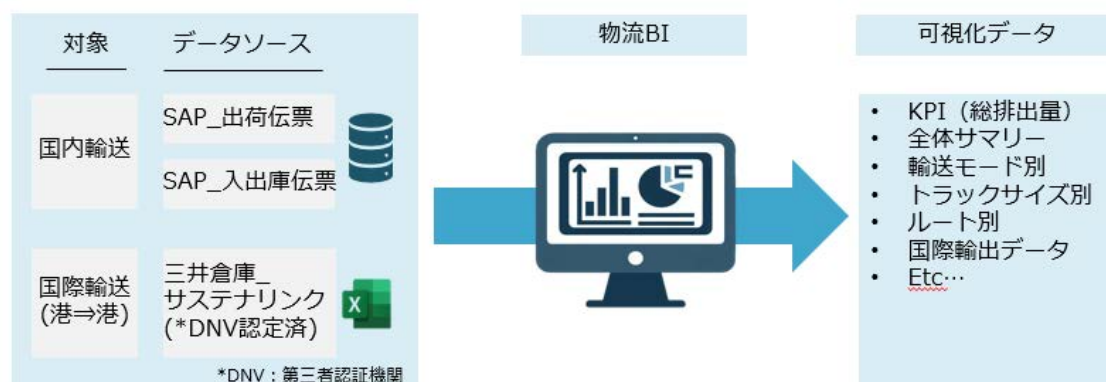 対象
データソース
国内輸送
SAP_出荷伝票
SAP_入出庫伝票
国際輸送
(港⇒港)
三井倉庫_
サステナリンク
(*DNV認定済)
X
*DNV：第三者認証機関
物流BI
可視化データ
• KPI（総排出量）
• 全体サマリー
• 輸送モード別
• トラックサイズ別
• ルート別
• 国際輸出データ
• Etc…